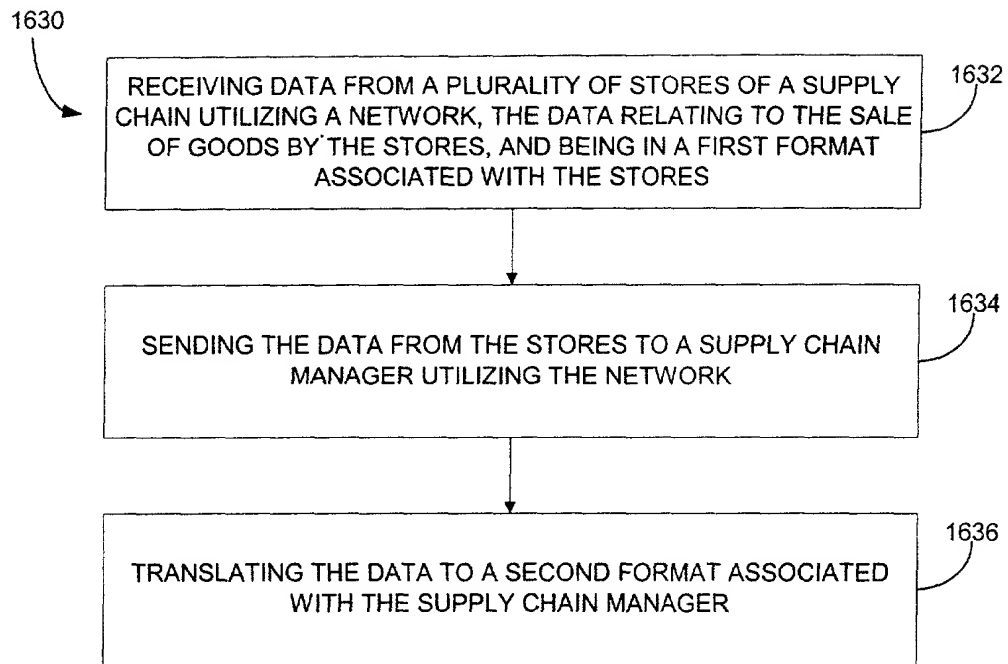 1630
RECEIVING DATA FROM A PLURALITY OF STORES OF A SUPPLY
CHAIN UTILIZING A NETWORK, THE DATA RELATING TO THE SALE
OF GOODS BY THE STORES, AND BEING IN A FIRST FORMAT
ASSOCIATED WITH THE STORES
1632
SENDING THE DATA FROM THE STORES TO A SUPPLY CHAIN
MANAGER UTILIZING THE NETWORK
1634
TRANSLATING THE DATA TO A SECOND FORMAT ASSOCIATED
WITH THE SUPPLY CHAIN MANAGER
1636